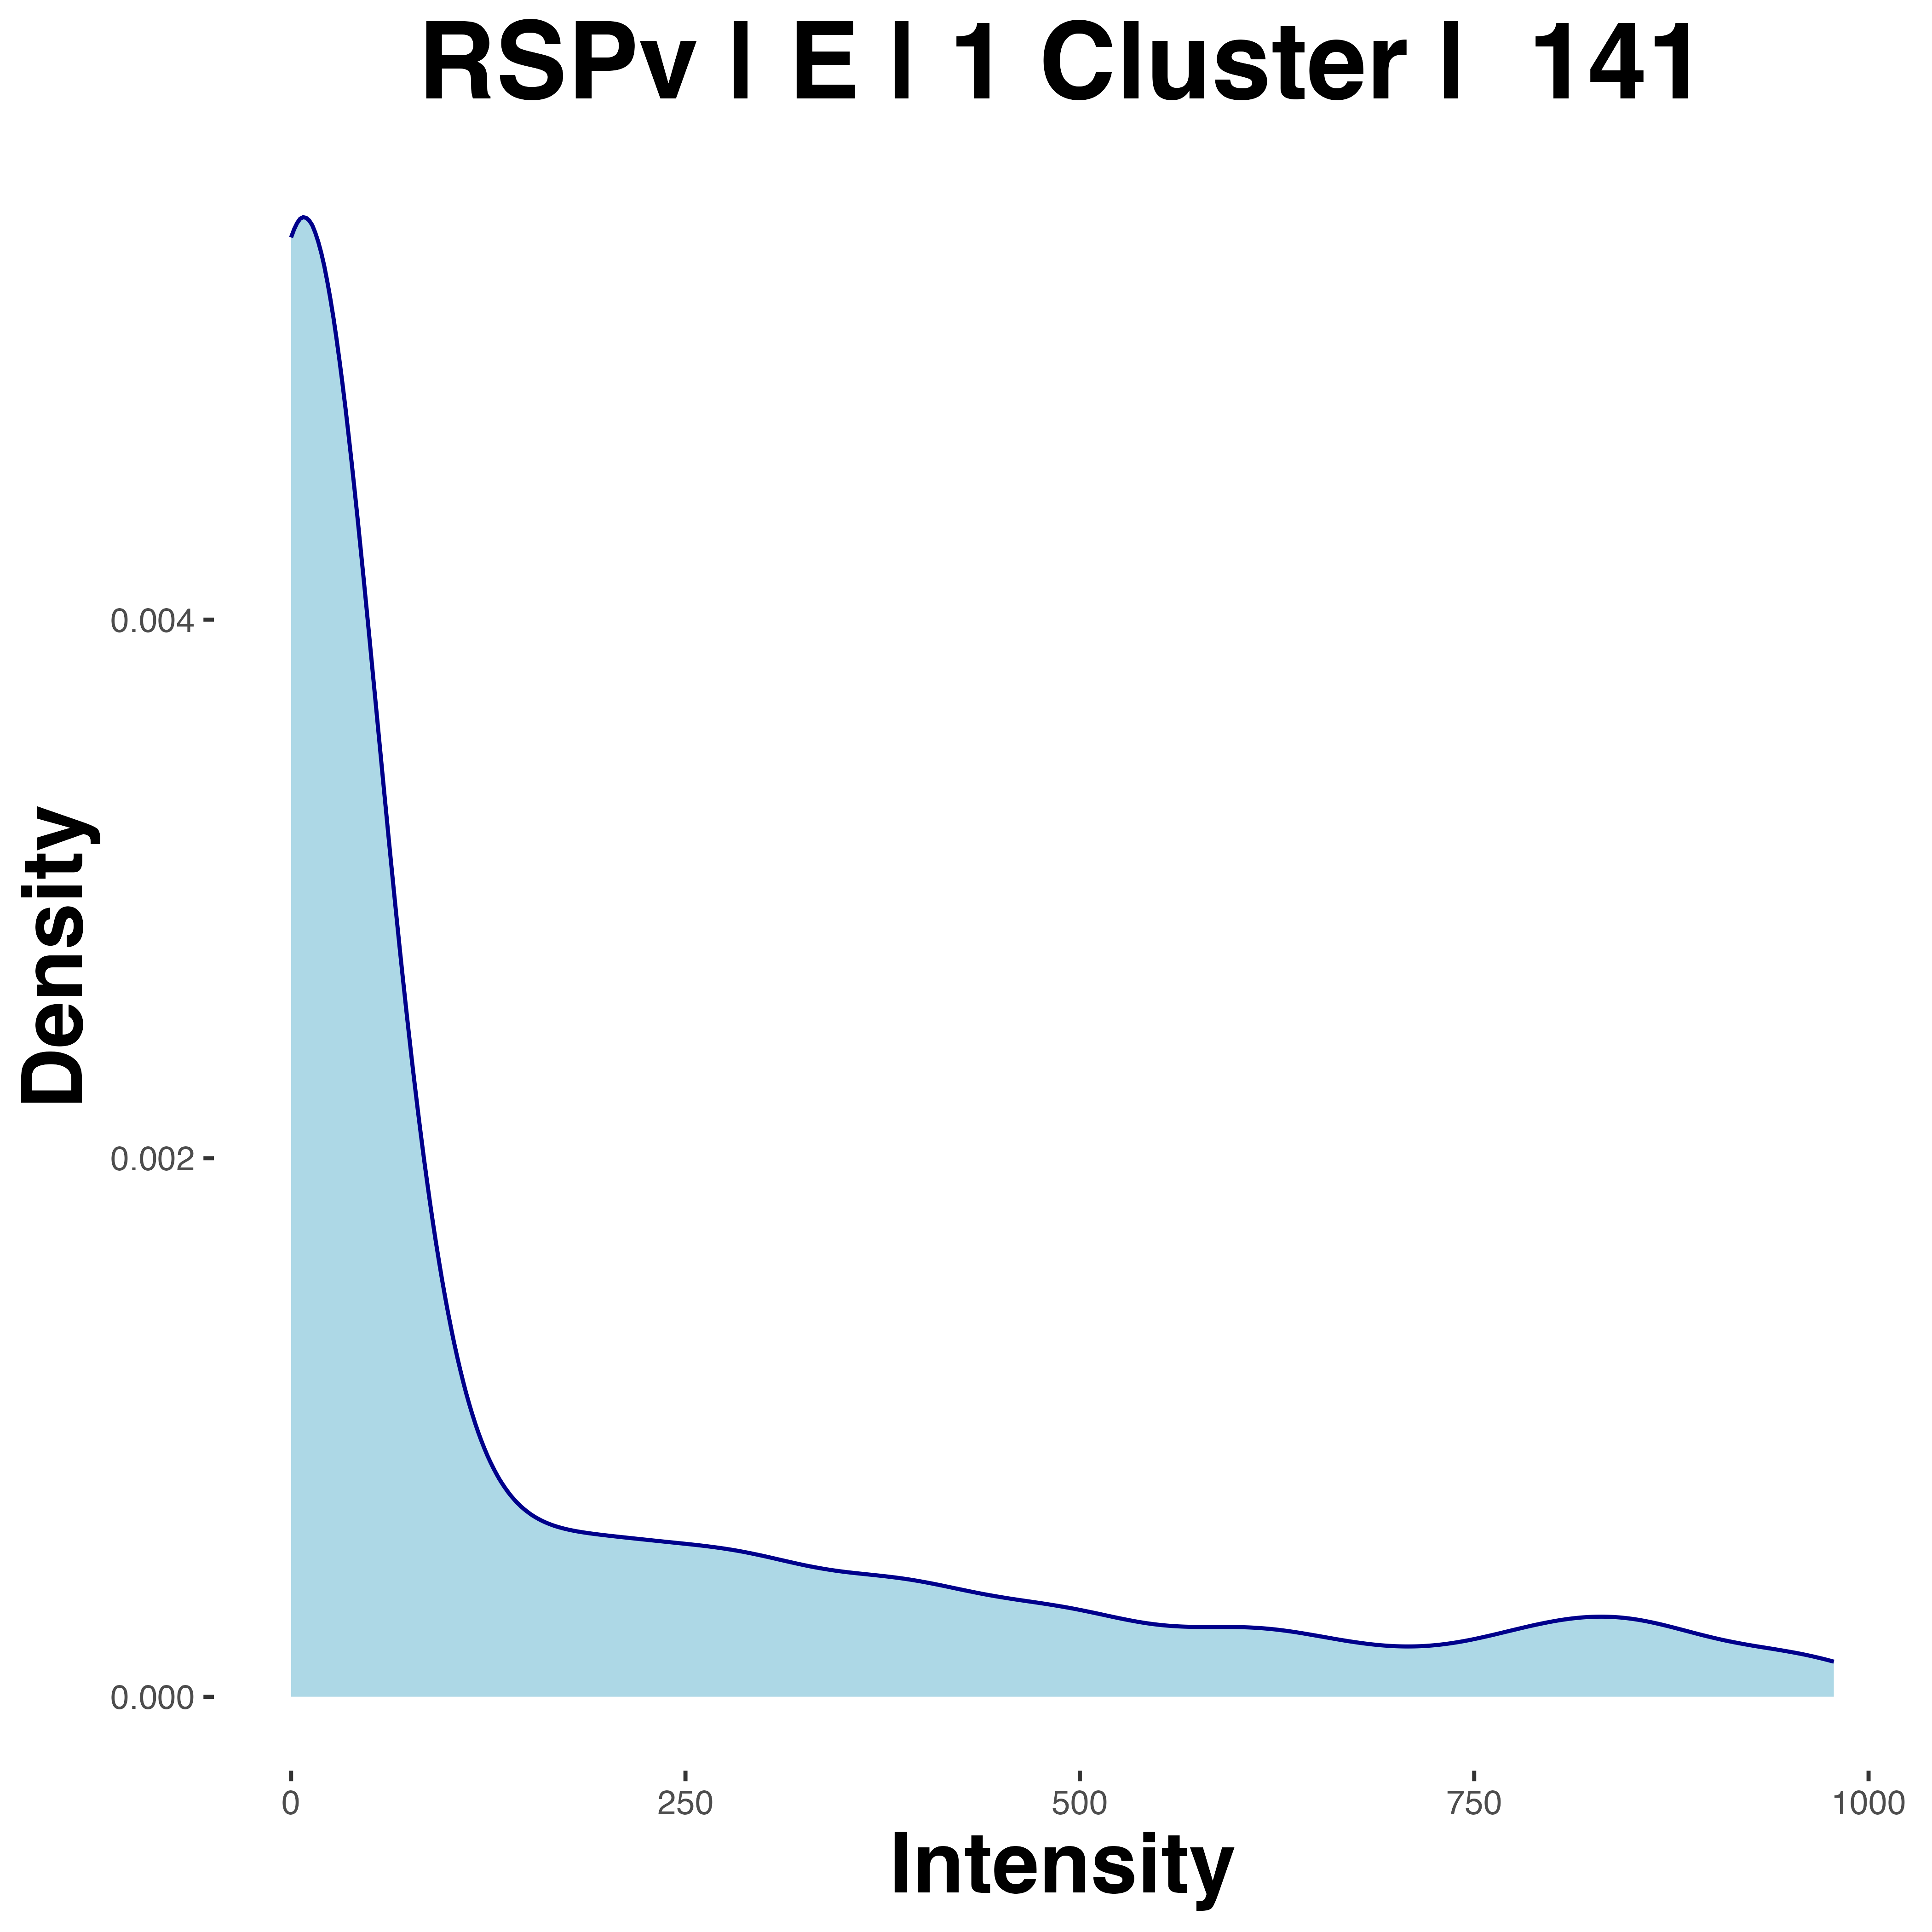 RSPv | E | 1 Cluster |  141
Density
0.004
0.002
0.000
0 250 500 750 1000
Intensity